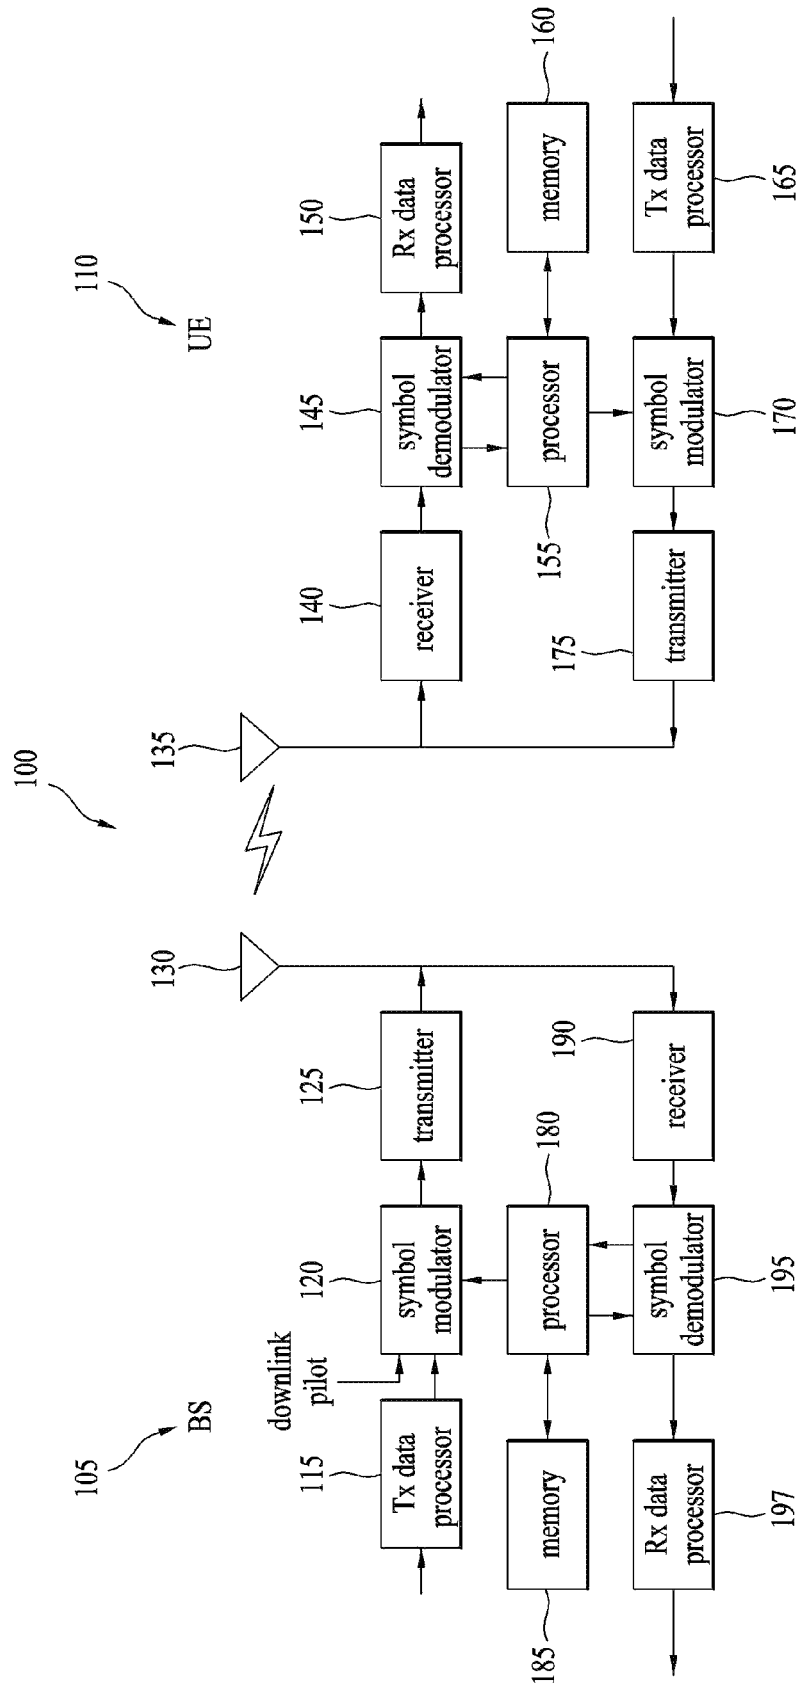 100
105
BS
110
UE
130
135
downlink
pilot
115
Tx data
processor
120
symbol
modulator
125
transmitter
140
receiver
145
symbol
demodulator
150
Rx data
processor
185
memory
180
processor
155
processor
160
memory
197
Rx data
processor
195
symbol
demodulator
190
receiver
175
transmitter
170
symbol
modulator
165
Tx data
processor